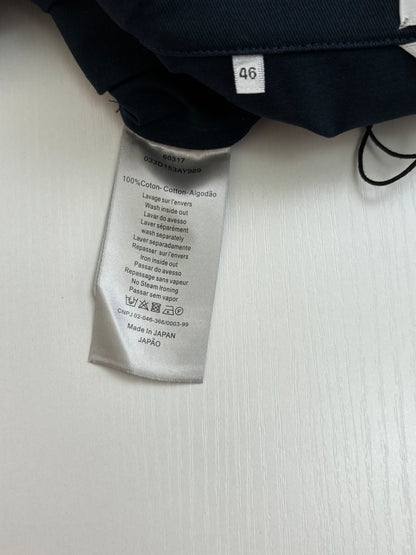 46
60317
033D153AY989
100%Coton- Cotton-Algodão
Lavage sur l'envers
Wash inside out
Lavar do avesso
Laver séparément
wash separately
Lavar separadamente
Repasser sur l'envers
Iron inside out
Passar do avesso
Repassage sans vapeur
No Steam Ironing
Passar sem vapor
CNPJ 02-046-366/0003-99
Made In JAPAN
JAPÃO